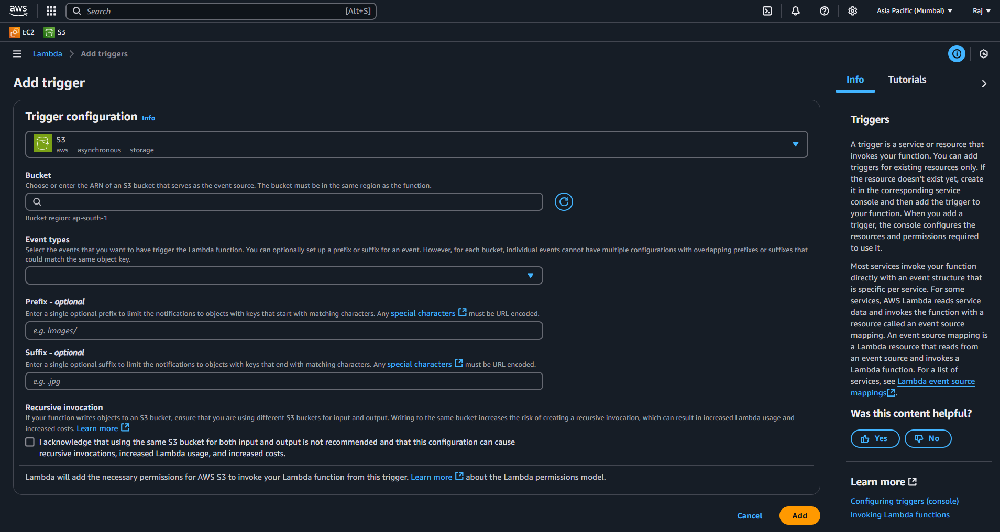 aws
Search [Alt+S]
Asia Pacific (Mumbai)
Raj
EC2
S3
Lambda
Add triggers
Add trigger
Trigger configuration Info
S3
aws asynchronous storage
Bucket
Choose or enter the ARN of an S3 bucket that serves as the event source. The bucket must be in the same region as the function.
Bucket region: ap-south-1
Event types
Select the events that you want to have trigger the Lambda function. You can optionally set up a prefix or suffix for an event. However, for each bucket, individual events cannot have multiple configurations with overlapping prefixes or suffixes that
could match the same object key.
Prefix - optional
Enter a single optional prefix to limit the notifications to objects with keys that start with matching characters. Any special characters must be URL encoded.
e.g. images/
Suffix - optional
Enter a single optional suffix to limit the notifications to objects with keys that end with matching characters. Any special characters must be URL encoded.
e.g. .jpg
Recursive invocation
If your function writes objects to an S3 bucket, ensure that you are using different S3 buckets for input and output. Writing to the same bucket increases the risk of creating a recursive invocation, which can result in increased Lambda usage and
increased costs. Learn more
I acknowledge that using the same S3 bucket for both input and output is not recommended and that this configuration can cause
recursive invocations, increased Lambda usage, and increased costs.
Lambda will add the necessary permissions for AWS S3 to invoke your Lambda function from this trigger. Learn more about the Lambda permissions model.
Cancel
Add
Info
Tutorials
Triggers
A trigger is a service or resource that
invokes your function. You can add
triggers for existing resources only. If
the resource doesn't exist yet, create
it in the corresponding service
console and then add the trigger to
your function. When you add a
trigger, the console configures the
resources and permissions required
to use it.
Most services invoke your function
directly with an event structure that
is specific per service. For some
services, AWS Lambda reads service
data and invokes the function with a
resource called an event source
mapping. An event source mapping is
a Lambda resource that reads from
an event source and invokes a
Lambda function. For a list of
services, see Lambda event source
mappings.
Was this content helpful?
Yes
No
Learn more
Configuring triggers (console)
Invoking Lambda functions